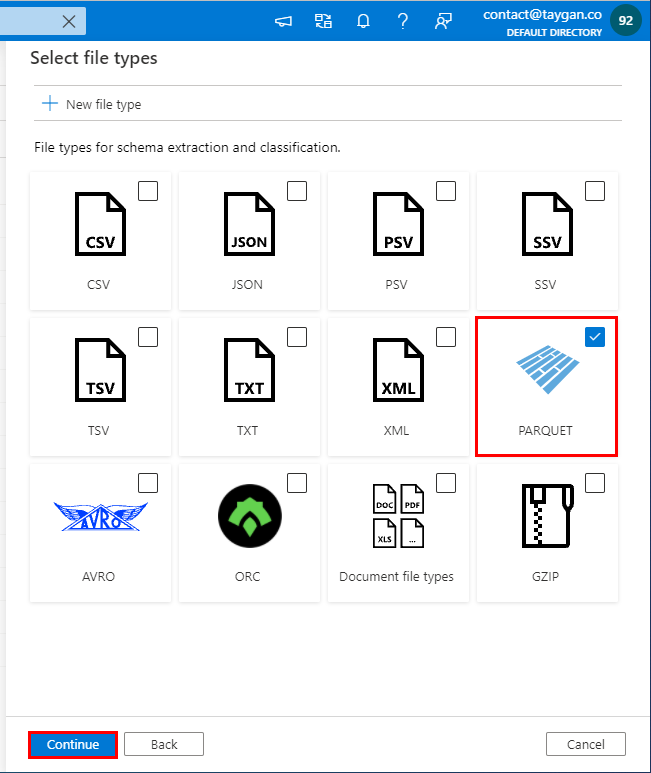 contact@taygan.co
DEFAULT DIRECTORY
92
Select file types
New file type
File types for schema extraction and classification.
CSV
JSON
PSV
SSV
CSV
JSON
PSV
SSV
TSV
TXT
XML
TSV
TXT
XML
PARQUET
AVRO
DOC
PDF
XLS
...
AVRO
ORC
Document file types
GZIP
Continue
Back
Cancel